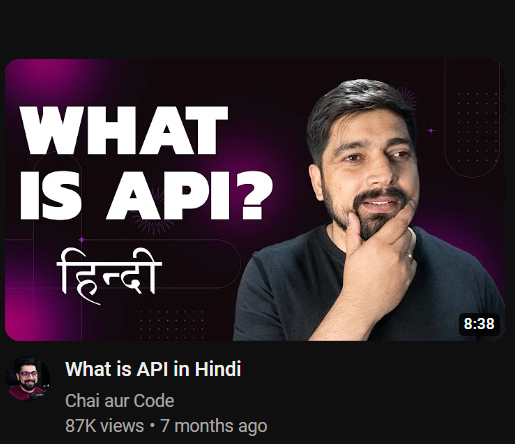 WHAT
IS API?
हिन्दी
8:38
What is API in Hindi
Chai aur Code
87K views • 7 months ago